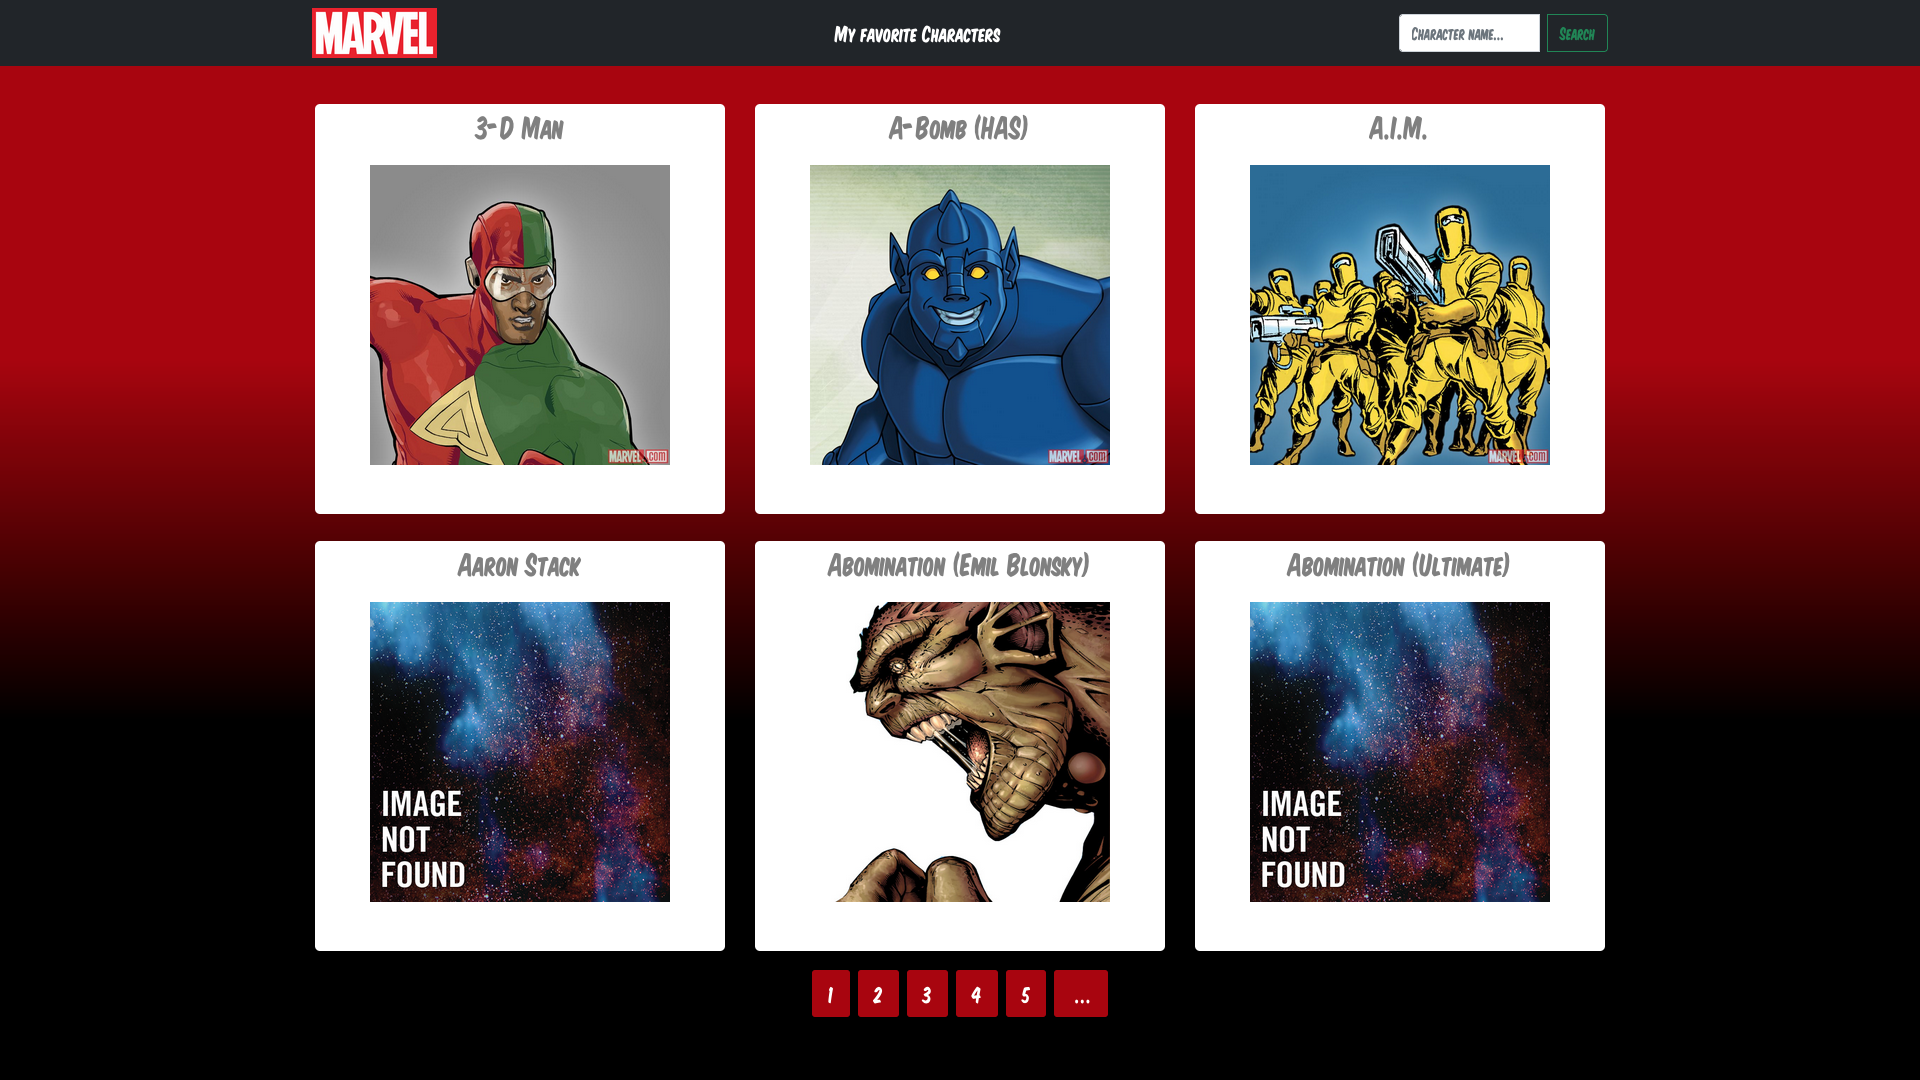 MARVEL
My favorite Characters
Character name...
Search
3-D Man
A-Bomb (HAS)
A.I.M.
MARVEL.com
MARVEL.com
MARVEL.com
Aaron Stack
Abomination (Emil Blonsky)
Abomination (Ultimate)
IMAGE
NOT
FOUND
IMAGE
NOT
FOUND
1
2
3
4
5
...